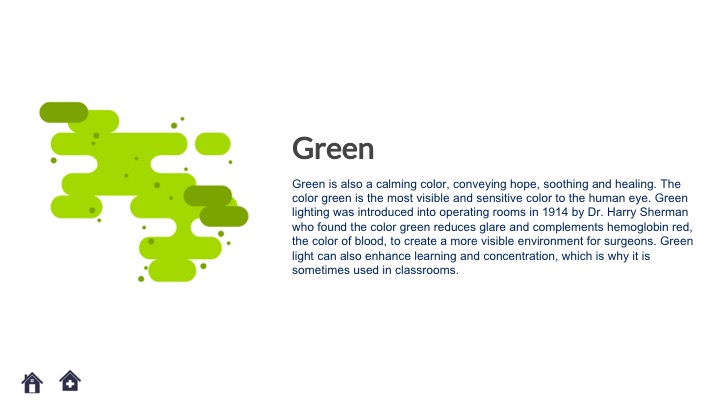 Green
Green is also a calming color, conveying hope, soothing and healing. The
color green is the most visible and sensitive color to the human eye. Green
lighting was introduced into operating rooms in 1914 by Dr. Harry Sherman
who found the color green reduces glare and complements hemoglobin red,
the color of blood, to create a more visible environment for surgeons. Green
light can also enhance learning and concentration, which is why it is
sometimes used in classrooms.